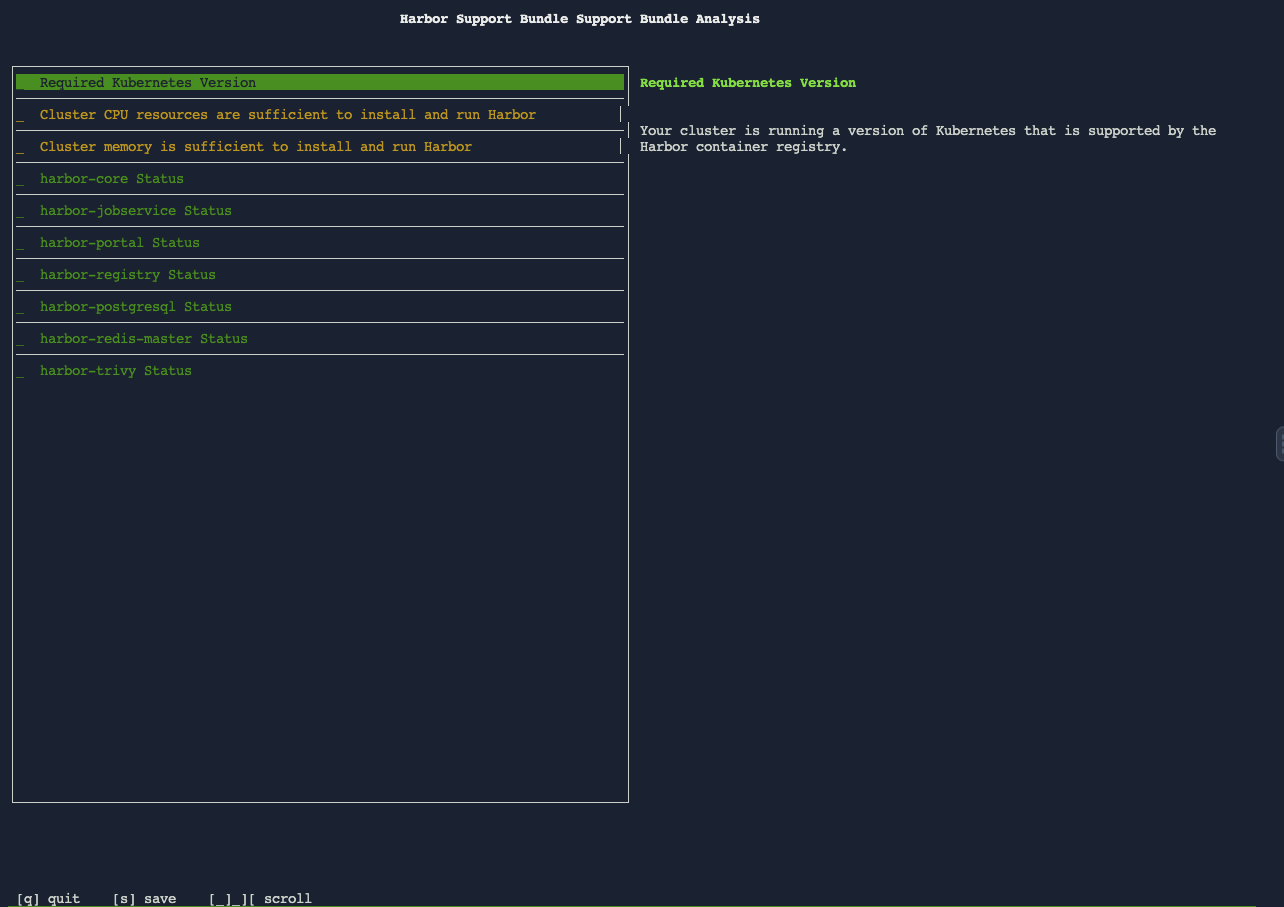 Harbor Support Bundle Support Bundle Analysis
Required Kubernetes Version
_ Cluster CPU resources are sufficient to install and run Harbor
_ Cluster memory is sufficient to install and run Harbor
_ harbor-core Status
_ harbor-jobservice Status
_ harbor-portal Status
_ harbor-registry Status
_ harbor-postgresql Status
_ harbor-redis-master Status
_ harbor-trivy Status
Required Kubernetes Version
Your cluster is running a version of Kubernetes that is supported by the
Harbor container registry.
[q] quit    [s] save    [_]_][ scroll